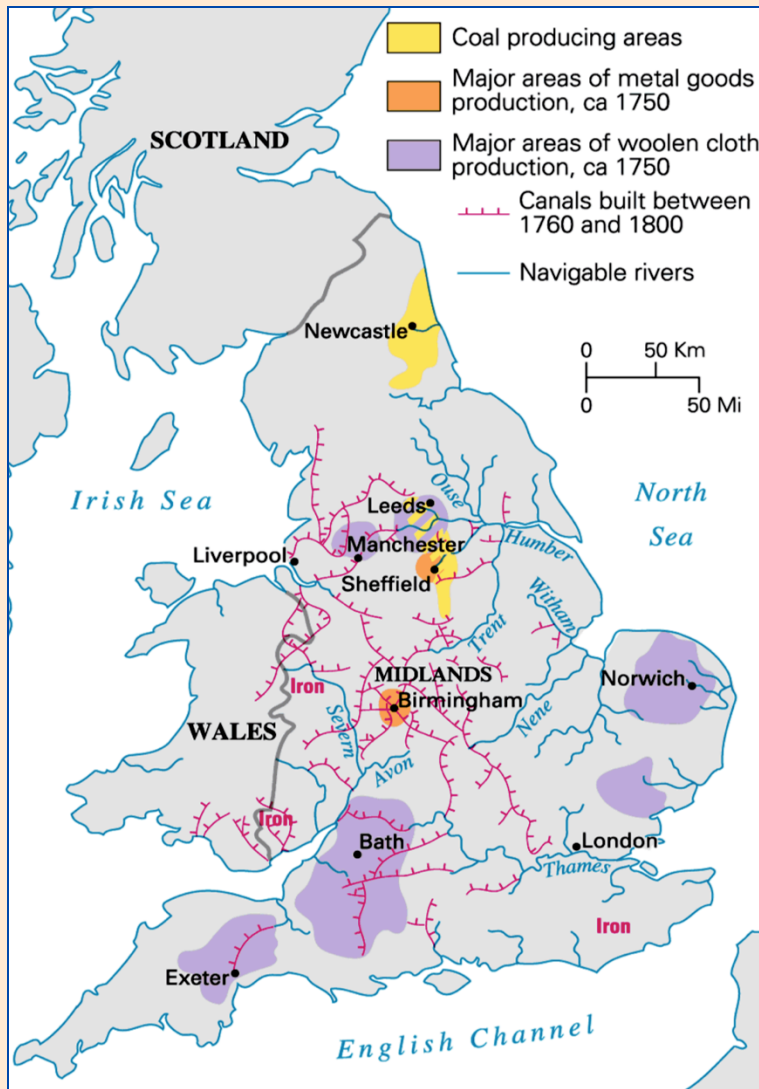 Coal producing areas
Major areas of metal goods
production, ca 1750
Major areas of woolen cloth
production, ca 1750
Canals built between
1760 and 1800
Navigable rivers
0 50 Km
0 50 Mi
SCOTLAND
Newcastle
Irish Sea
North
Sea
Ouse
Leeds
Humber
Manchester
Liverpool
Sheffield
Witham
Trent
MIDLANDS
Norwich
Iron
Birmingham
Nene
Severn
WALES
Avon
Iron
Bath
London
Thames
Iron
Exeter
English Channel